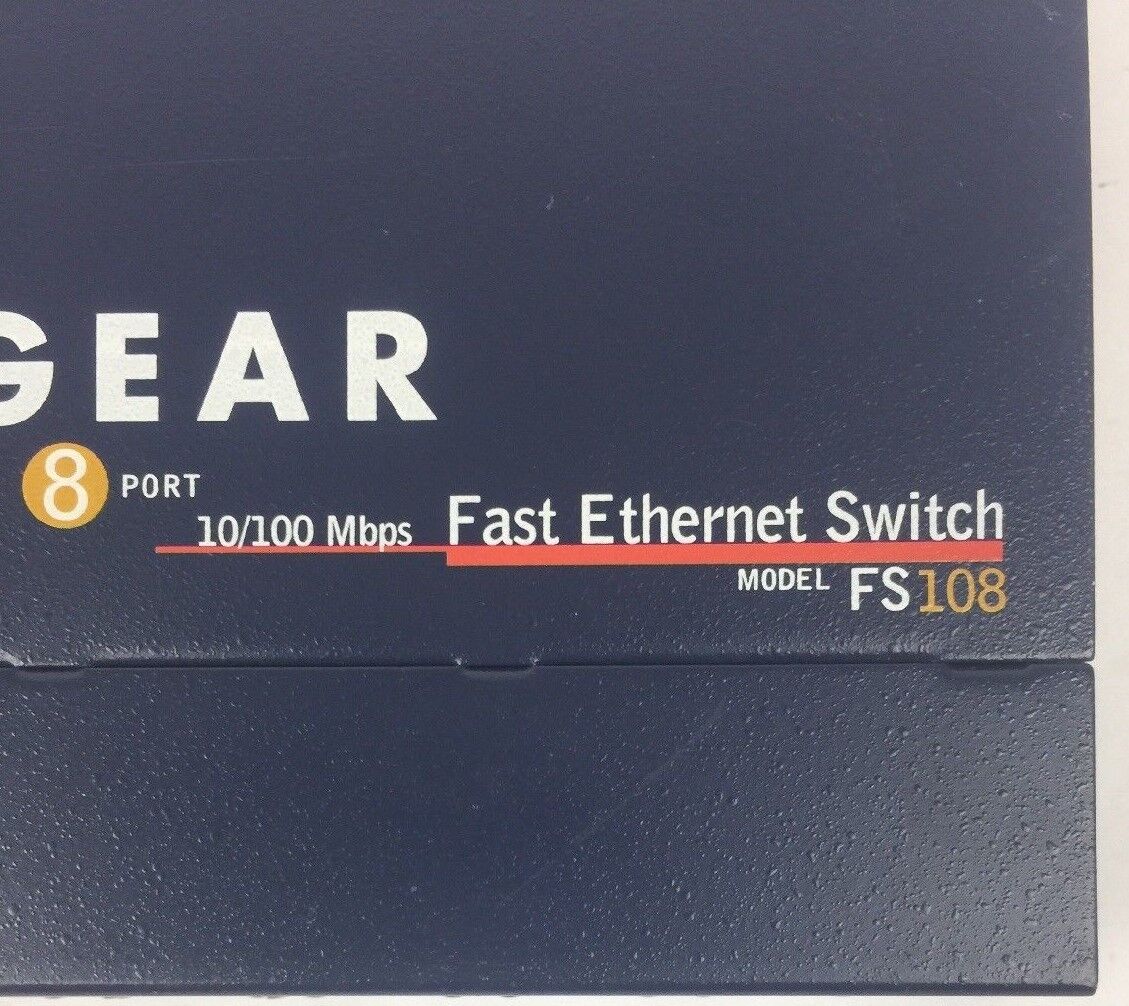 GEAR
8 PORT
10/100 Mbps Fast Ethernet Switch
MODEL FS108